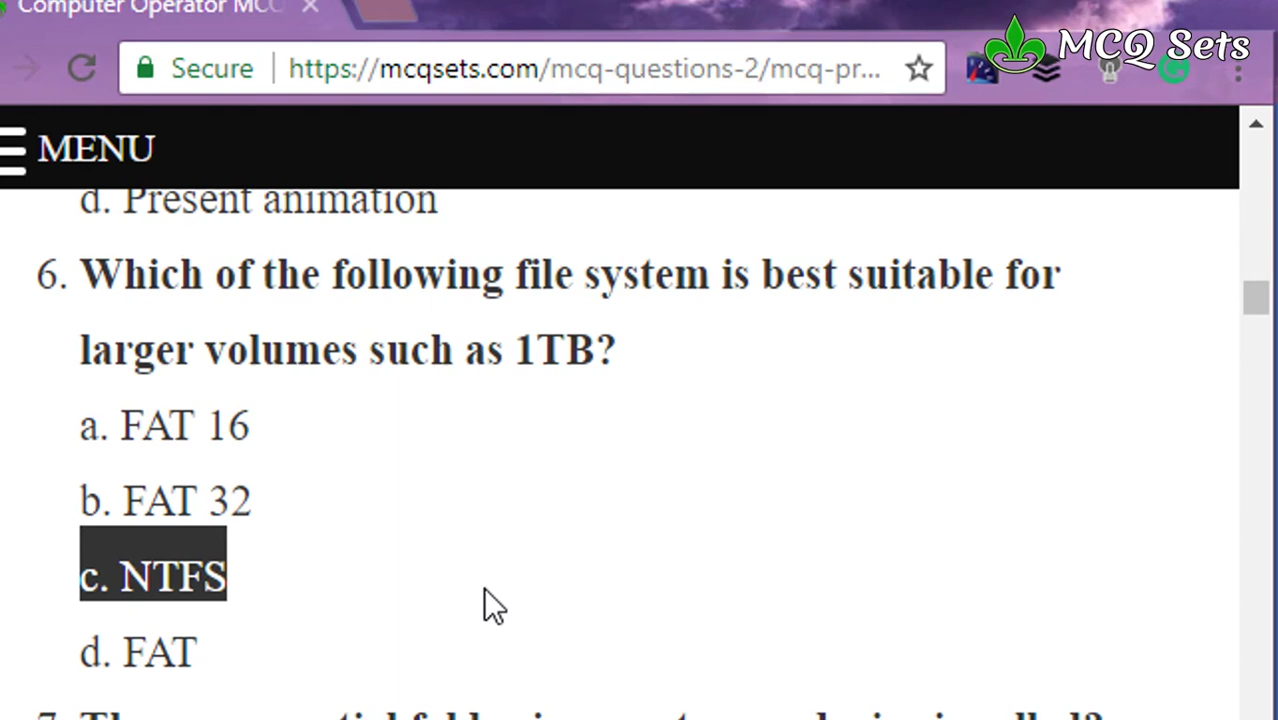 Computer Operator MCC
MCQ Sets
Secure https://mcqsets.com/mcq-questions-2/mcq-pr...
MENU
d. Present animation
6. Which of the following file system is best suitable for
larger volumes such as 1TB?
a. FAT 16
b. FAT 32
c. NTFS
d. FAT